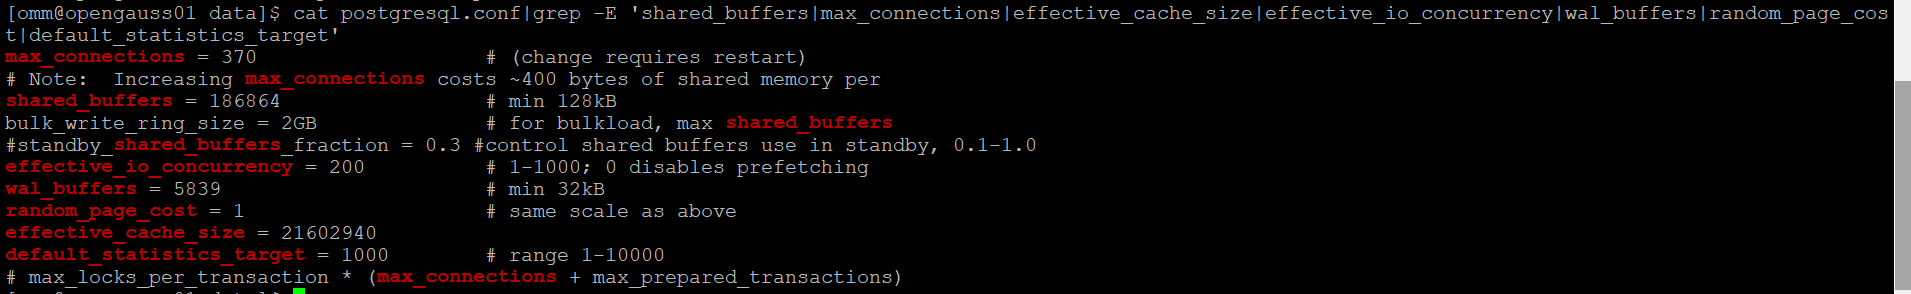 [omm@opengauss01 data]$ cat postgresql.conf|grep -E 'shared_buffers|max_connections|effective_cache_size|effective_io_concurrency|wal_buffers|random_page_cos
t|default_statistics_target'
max_connections = 370                   # (change requires restart)
# Note:  Increasing max_connections costs ~400 bytes of shared memory per
shared_buffers = 186864                 # min 128kB
bulk_write_ring_size = 2GB              # for bulkload, max shared_buffers
#standby_shared_buffers_fraction = 0.3 #control shared buffers use in standby, 0.1-1.0
effective_io_concurrency = 200          # 1-1000; 0 disables prefetching
wal_buffers = 5839                      # min 32kB
random_page_cost = 1                    # same scale as above
effective_cache_size = 21602940
default_statistics_target = 1000        # range 1-10000
# max_locks_per_transaction * (max_connections + max_prepared_transactions)